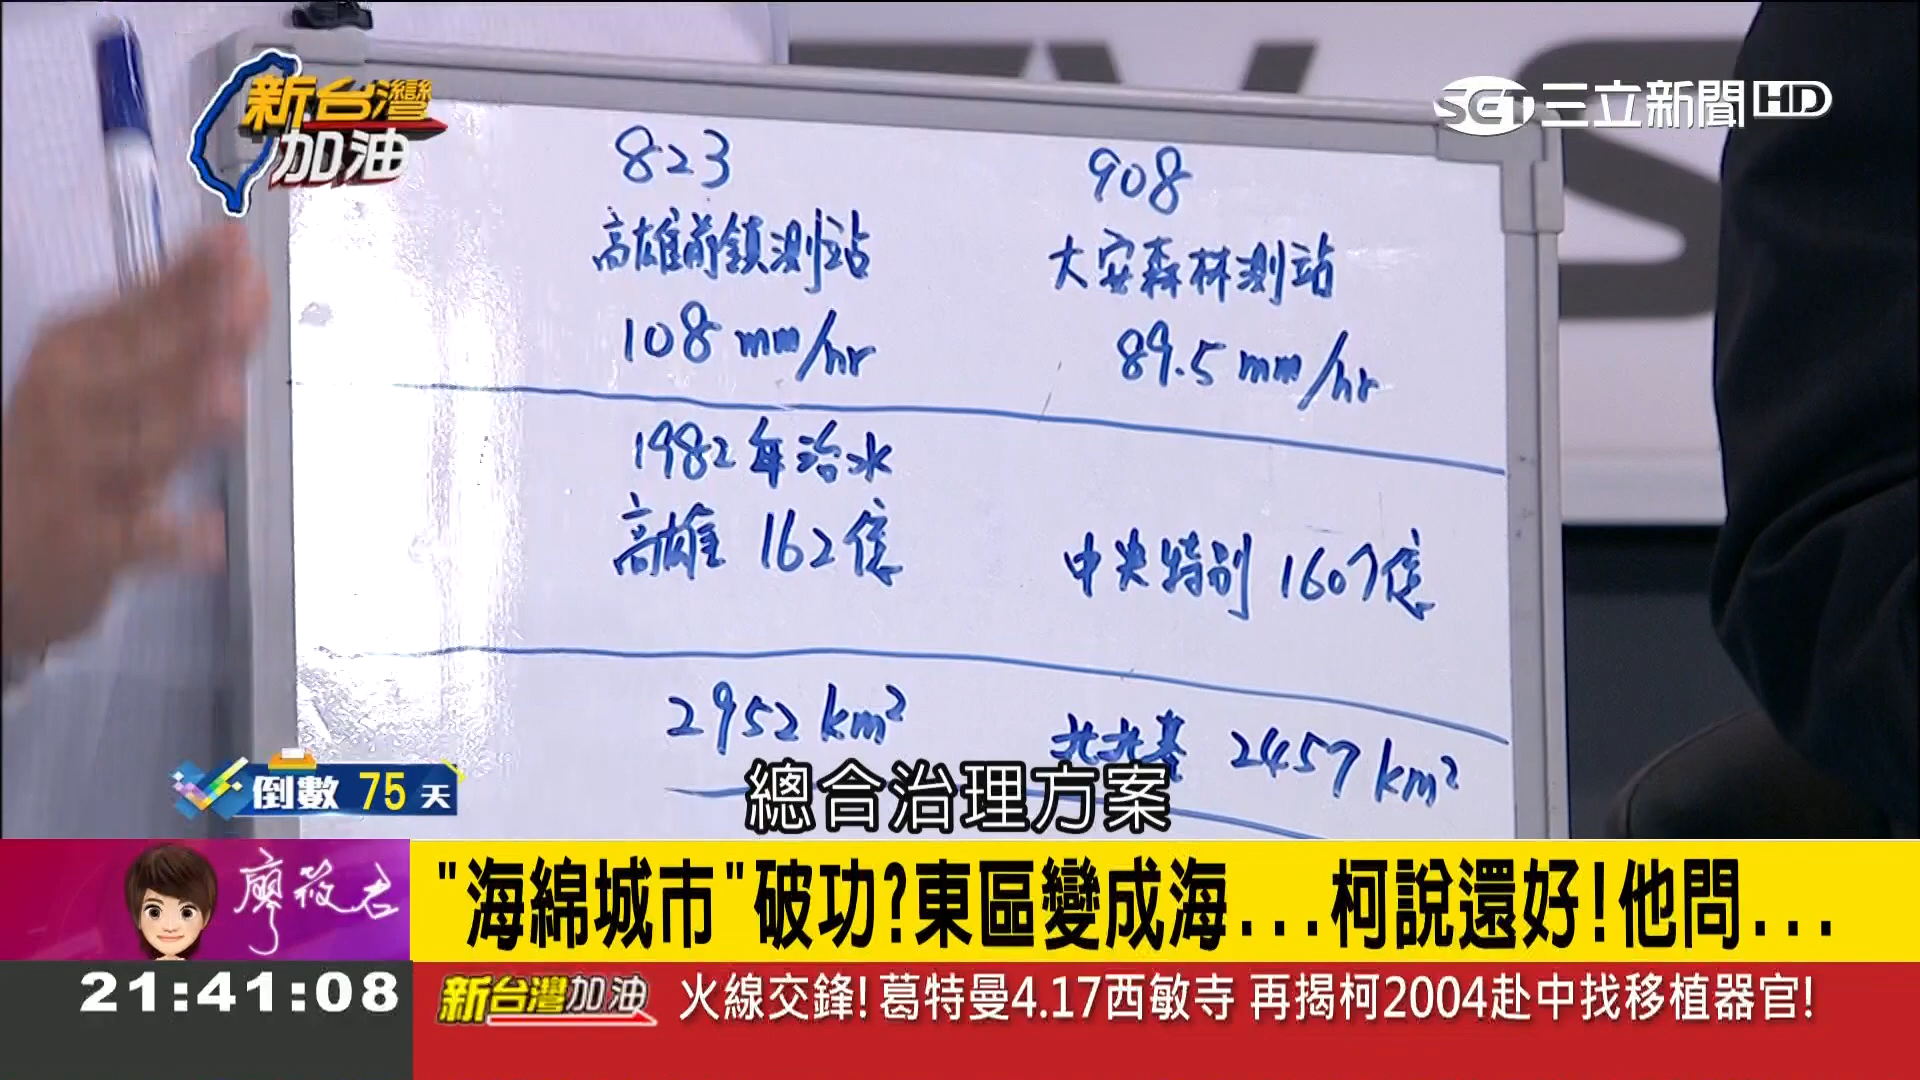 新台灣
加油
SET三立新聞HD
823
高雄前鎮測站
108 mm/hr
908
大安森林測站
89.5 mm/hr
1982年治水
高雄 162億
中央特別 1607億
2952 km²
北北基 2457 km²
倒數 75 天
總合治理方案
廖筱君
"海綿城市"破功?東區變成海...柯說還好!他問...
21:41:08
新台灣加油
火線交鋒!葛特曼4.17西敏寺 再揭柯2004赴中找移植器官!